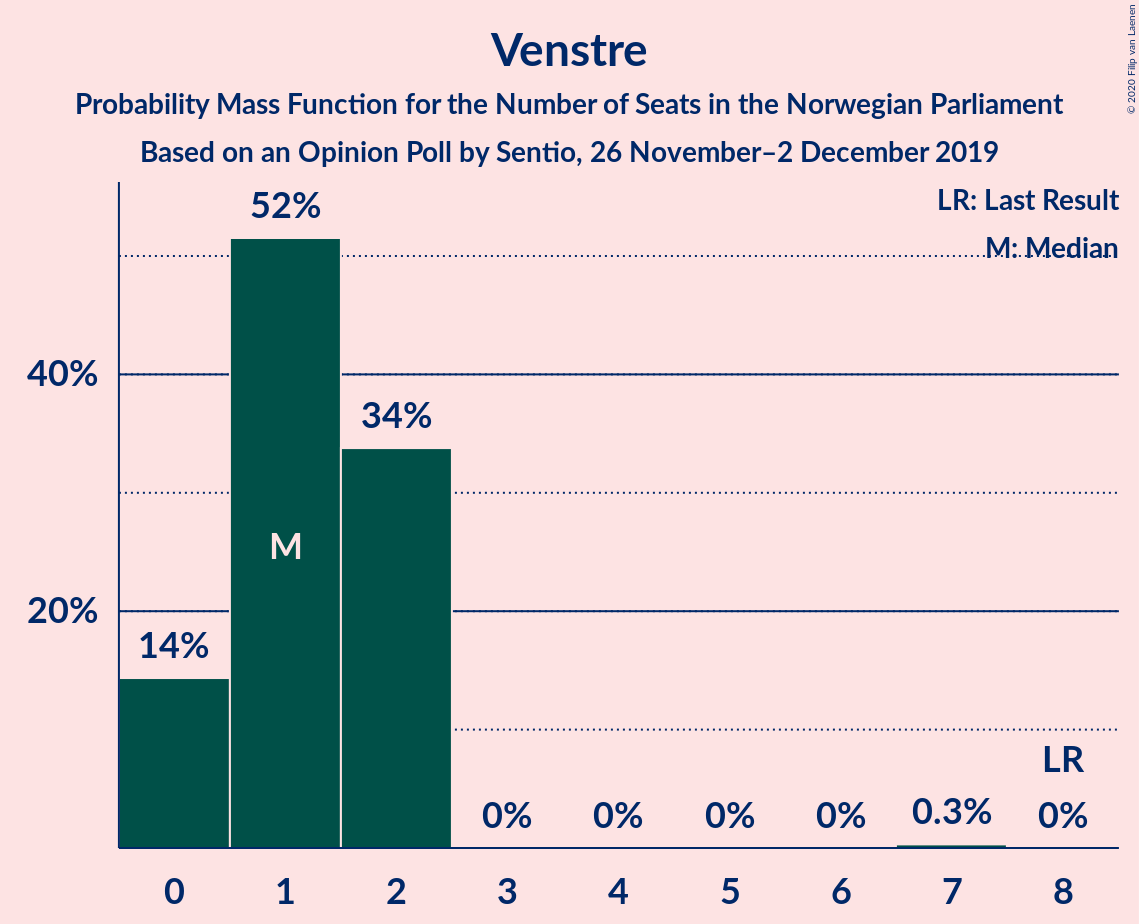 Venstre
Probability Mass Function for the Number of Seats in the Norwegian Parliament
Based on an Opinion Poll by Sentio, 26 November–2 December 2019
© 2020 Filip van Laenen
LR: Last Result
M: Median
52%
40%
34%
M
20%
14%
LR
0%
0%
0%
0%
0.3%
0%
0
1
2
3
4
5
6
7
8